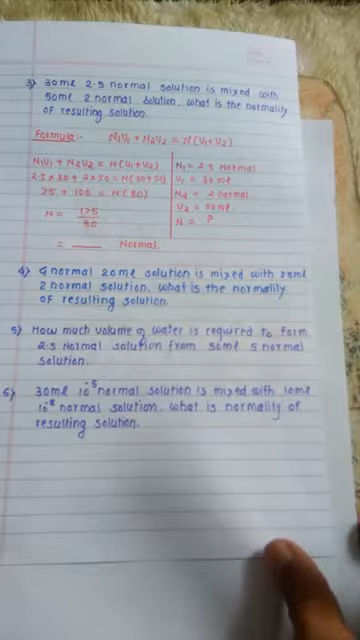 3) 30ml 2.5 normal solution is mixed with
50ml 2 normal solution. what is the normality
of resulting solution.
Formula:- N1V1 + N2V2 = N(V1+V2)
N1V1 + N2V2 = N(V1+V2) N1 = 2.5 Normal
2.5×30 + 2×50 = N(30+50) V1 = 30ml
75 + 100 = N(80) N2 = 2 normal
N = 175/80 V2 = 50ml
N = ?
= ___ Normal.
4) 4 normal 20ml solution is mixed with 25ml
2 normal solution. what is the normality
of resulting solution.
5) How much volume of water is required to form
2.5 Normal solution from 50ml 5 normal
solution.
6) 30ml 10⁻⁵ normal solution is mixed with 10ml
normal solution. what is normality of
resulting solution.